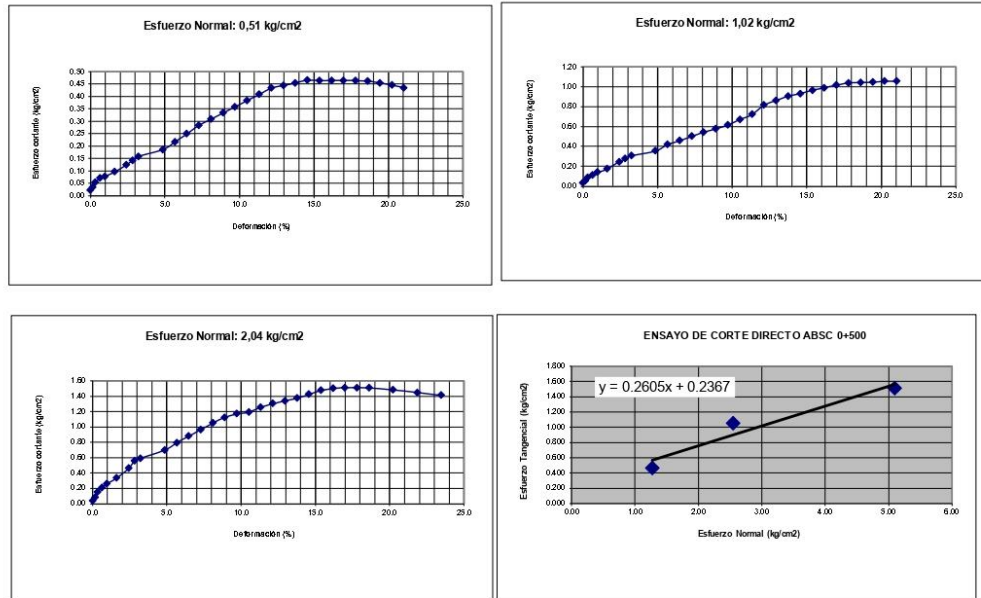 Esfuerzo Normal: 0,51 kg/cm2
Esfuerzo cortante (kg/cm2)
0.50
0.45
0.40
0.35
0.30
0.25
0.20
0.15
0.10
0.05
0.00
0.0 5.0 10.0 15.0 20.0 25.0
Deformación (%)
Esfuerzo Normal: 1,02 kg/cm2
Esfuerzo cortante (kg/cm2)
1.20
1.00
0.80
0.60
0.40
0.20
0.00
0.0 5.0 10.0 15.0 20.0 25.0
Deformación (%)
Esfuerzo Normal: 2,04 kg/cm2
Esfuerzo cortante (kg/cm2)
1.60
1.40
1.20
1.00
0.80
0.60
0.40
0.20
0.00
0.0 5.0 10.0 15.0 20.0 25.0
Deformación (%)
ENSAYO DE CORTE DIRECTO ABSC 0+500
Esfuerzo Tangencial (kg/cm2)
1.800
1.600
1.400
1.200
1.000
0.800
0.600
0.400
0.200
0.000
y = 0.2605x + 0.2367
0.00 1.00 2.00 3.00 4.00 5.00 6.00
Esfuerzo Normal (kg/cm2)